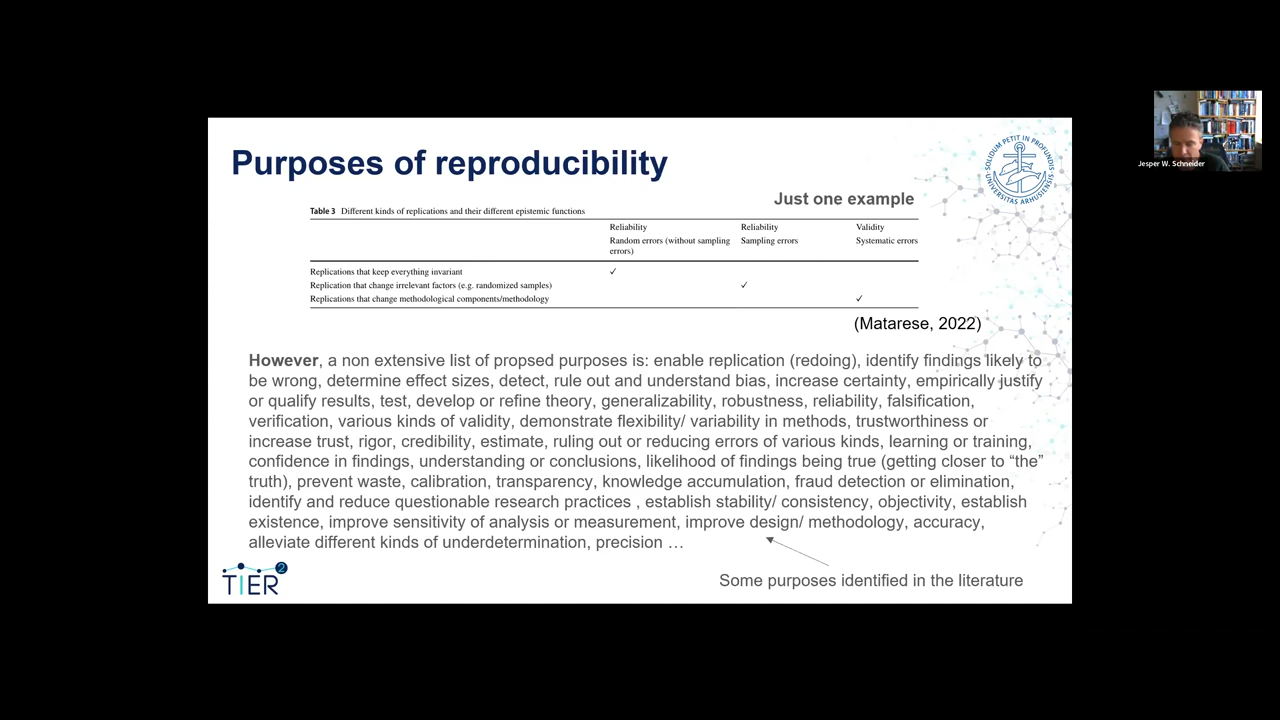 Purposes of reproducibility
Just one example
Table 3 Different kinds of replications and their different epistemic functions
Reliability Reliability Validity
Random errors (without sampling Sampling errors Systematic errors
errors)
Replications that keep everything invariant ✓
Replication that change irrelevant factors (e.g. randomized samples) ✓
Replications that change methodological components/methodology ✓
(Matarese, 2022)
However, a non extensive list of propsed purposes is: enable replication (redoing), identify findings likely to
be wrong, determine effect sizes, detect, rule out and understand bias, increase certainty, empirically justify
or qualify results, test, develop or refine theory, generalizability, robustness, reliability, falsification,
verification, various kinds of validity, demonstrate flexibility/ variability in methods, trustworthiness or
increase trust, rigor, credibility, estimate, ruling out or reducing errors of various kinds, learning or training,
confidence in findings, understanding or conclusions, likelihood of findings being true (getting closer to “the”
truth), prevent waste, calibration, transparency, knowledge accumulation, fraud detection or elimination,
identify and reduce questionable research practices , establish stability/ consistency, objectivity, establish
existence, improve sensitivity of analysis or measurement, improve design/ methodology, accuracy,
alleviate different kinds of underdetermination, precision …
Some purposes identified in the literature
TIER 2
SOLIDUM PETIT IN PROFUNDIS
UNIVERSITAS ARHUSIENSIS
Jesper W. Schneider